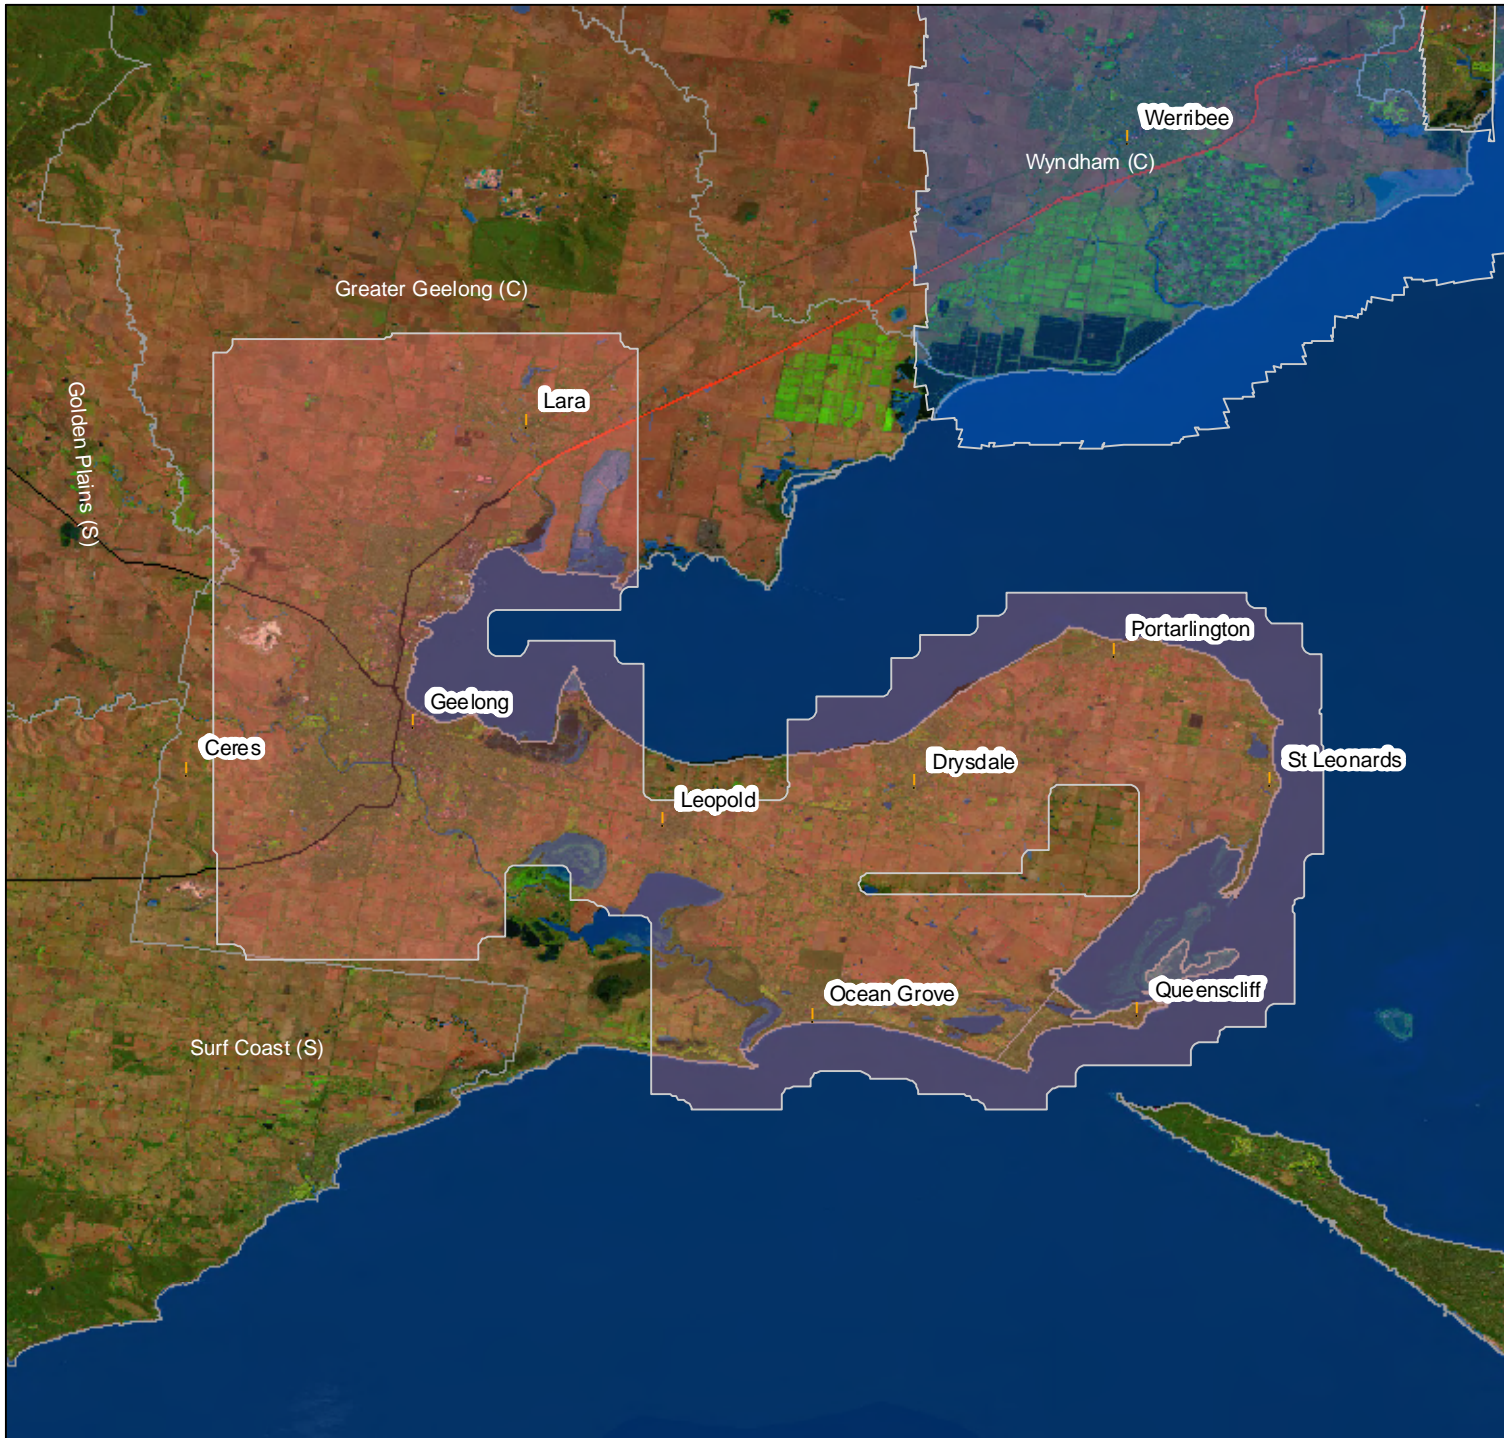 Werribee
Wyndham (C)
Greater Geelong (C)
Lara
Golden Plains (S)
Portarlington
Geelong
Ceres
Drysdale
St Leonards
Leopold
Ocean Grove
Queenscliff
Surf Coast (S)